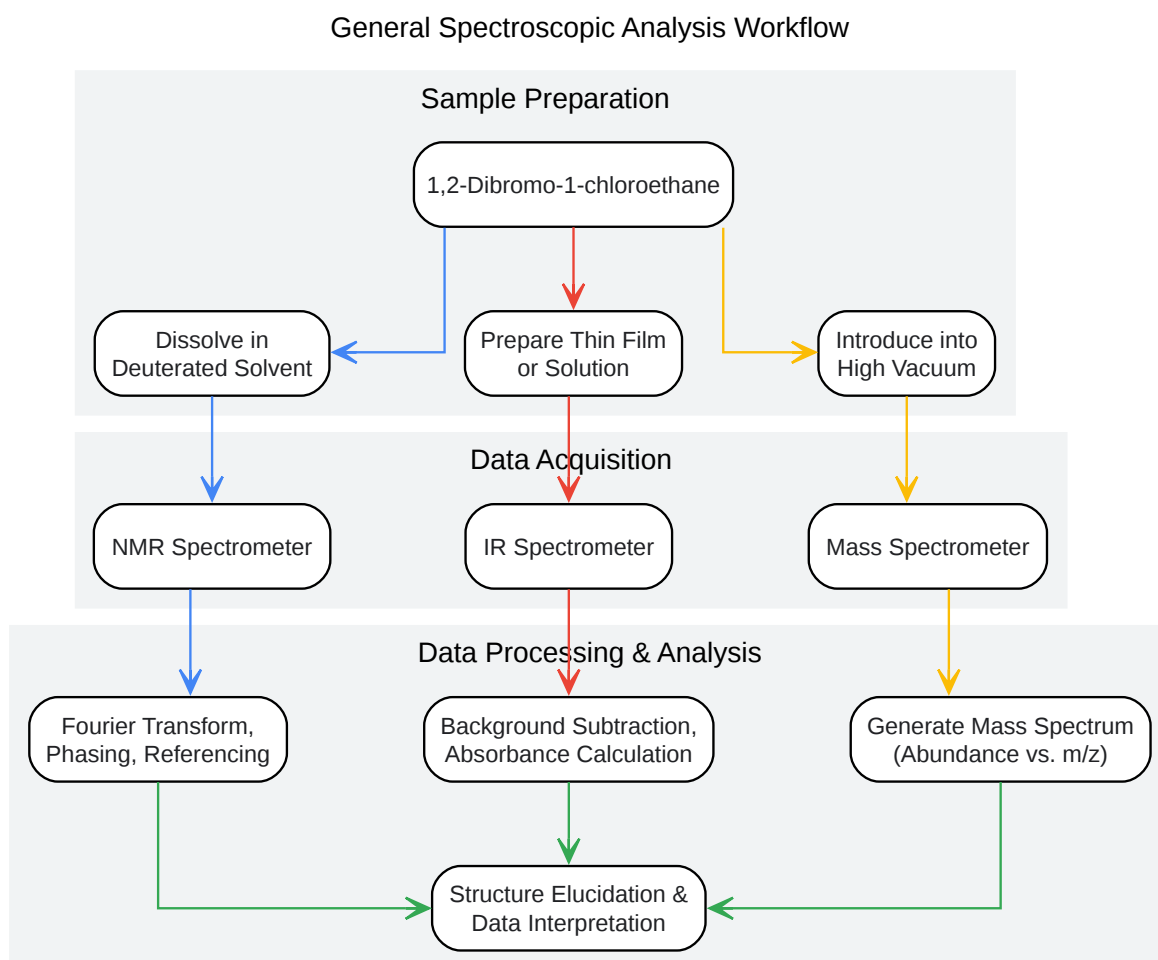 General Spectroscopic Analysis Workflow
Sample Preparation
1,2-Dibromo-1-chloroethane
Dissolve in
Deuterated Solvent
Prepare Thin Film
or Solution
Introduce into
High Vacuum
Data Acquisition
NMR Spectrometer
IR Spectrometer
Mass Spectrometer
Data Processing & Analysis
Fourier Transform,
Phasing, Referencing
Background Subtraction,
Absorbance Calculation
Generate Mass Spectrum
(Abundance vs. m/z)
Structure Elucidation &
Data Interpretation